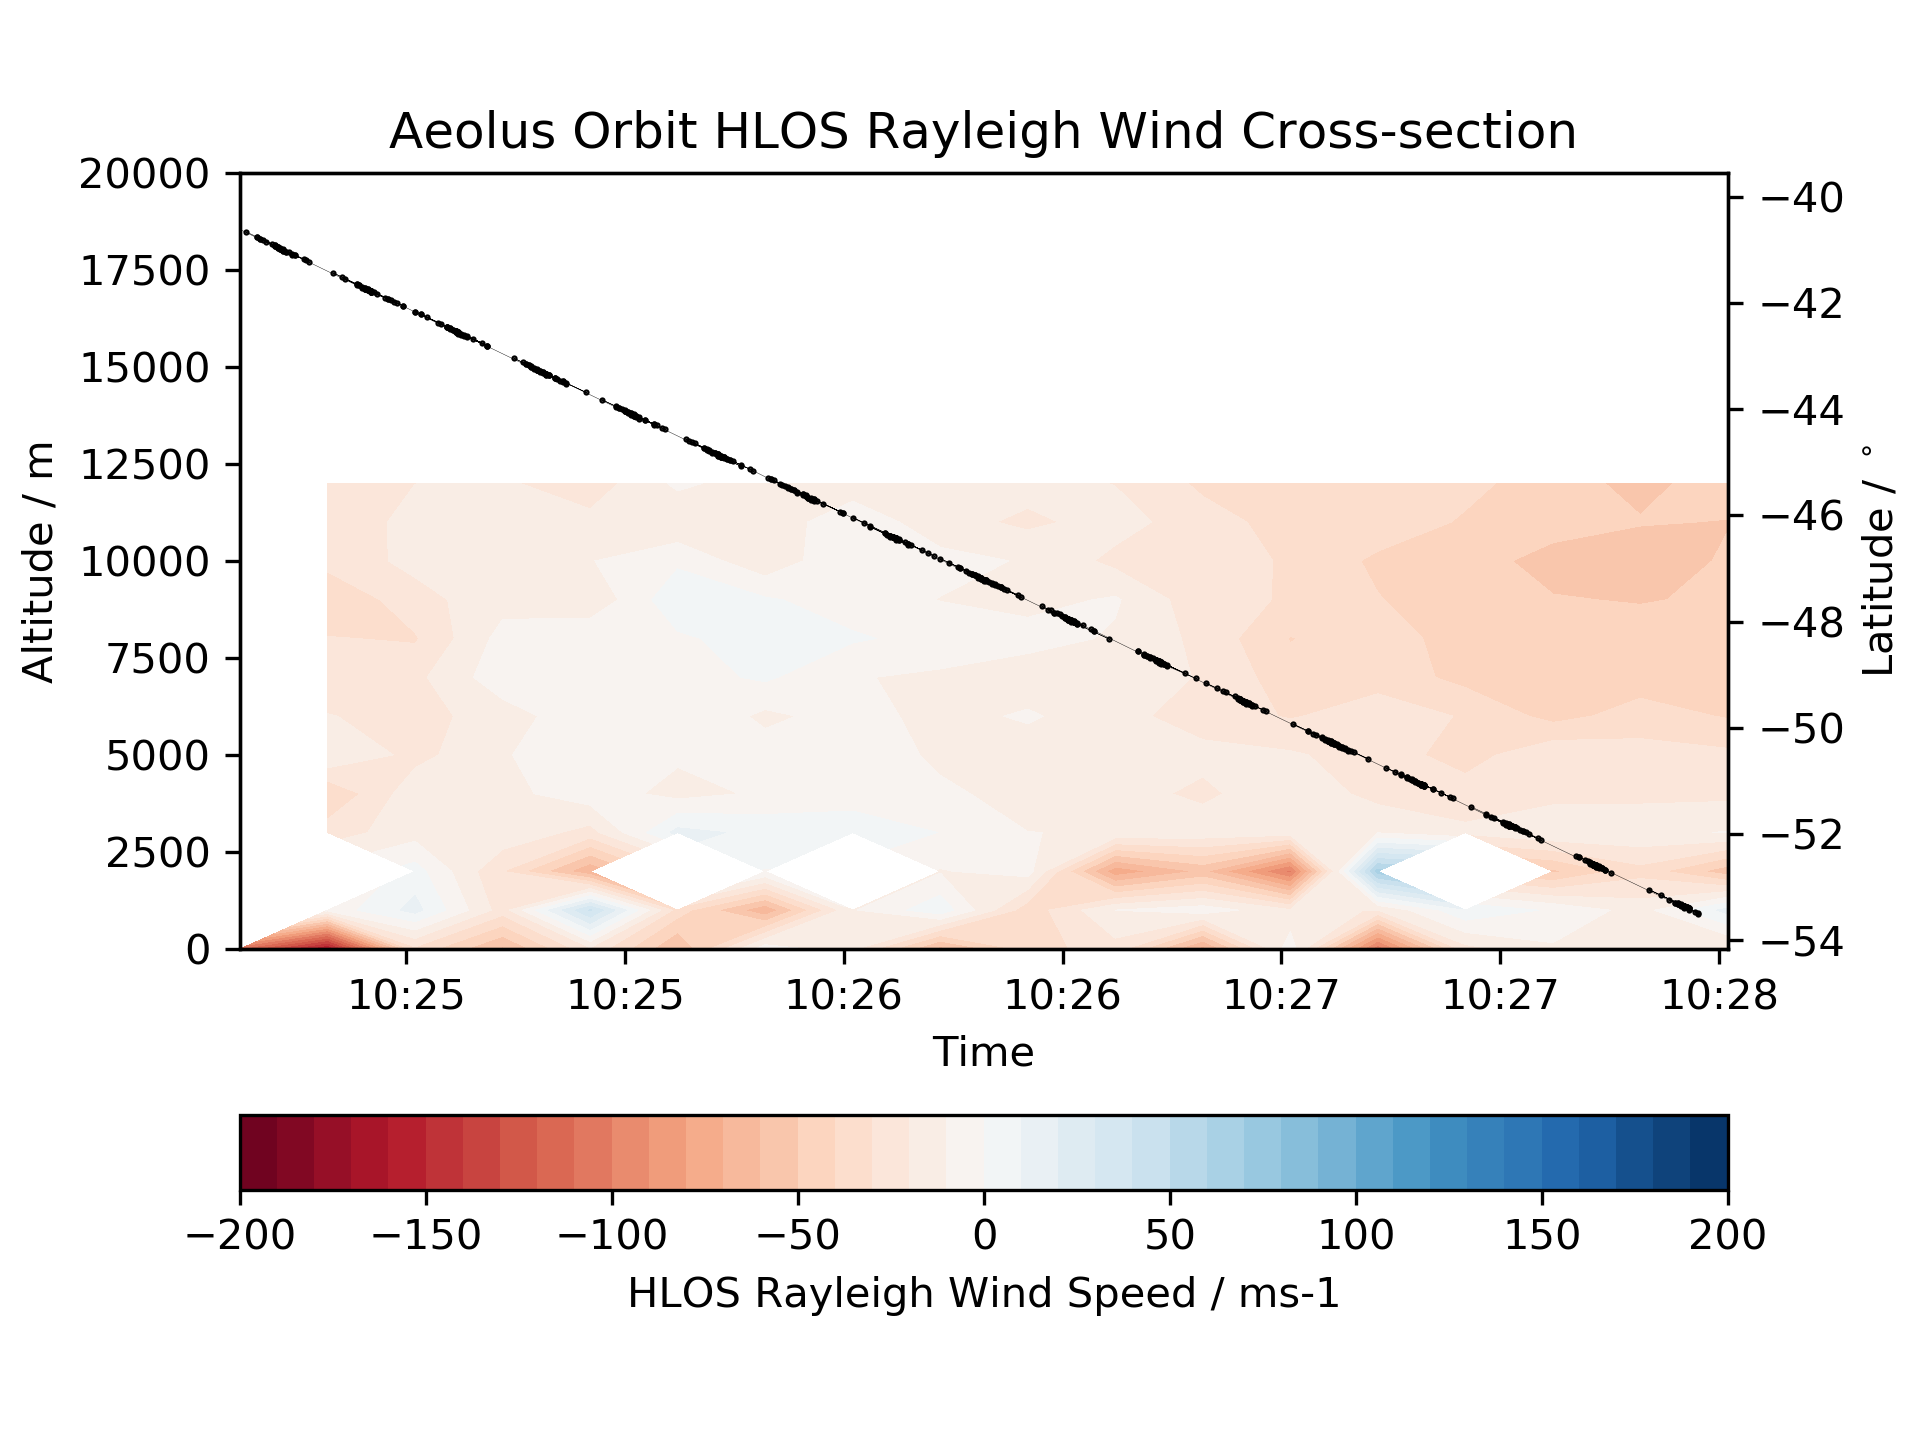 Aeolus Orbit HLOS Rayleigh Wind Cross-section
20000
17500
15000
12500
10000
7500
5000
2500
0
Altitude / m
−40
−42
−44
−46
−48
−50
−52
−54
Latitude / °
10:25 10:25 10:26 10:26 10:27 10:27 10:28
Time
−200 −150 −100 −50 0 50 100 150 200
HLOS Rayleigh Wind Speed / ms-1